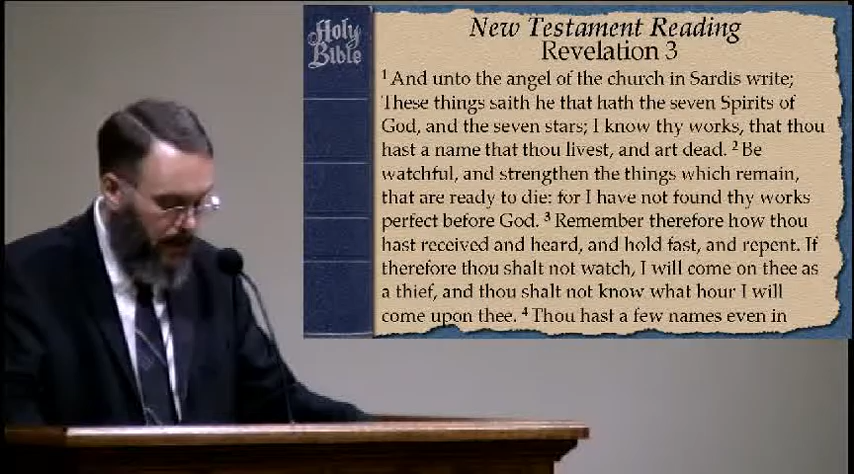 Holy
Bible
New Testament Reading
Revelation 3
1 And unto the angel of the church in Sardis write;
These things saith he that hath the seven Spirits of
God, and the seven stars; I know thy works, that thou
hast a name that thou livest, and art dead. 2 Be
watchful, and strengthen the things which remain,
that are ready to die: for I have not found thy works
perfect before God. 3 Remember therefore how thou
hast received and heard, and hold fast, and repent. If
therefore thou shalt not watch, I will come on thee as
a thief, and thou shalt not know what hour I will
come upon thee. 4 Thou hast a few names even in